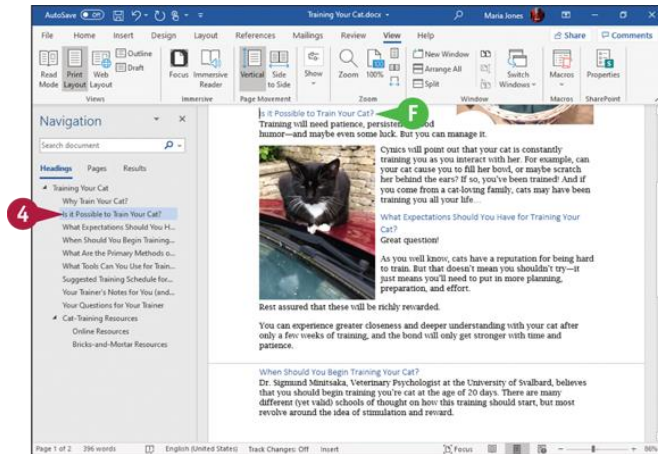 AutoSave Off Training Your Cat.docx Maria Jones
File Home Insert Design Layout References Mailings Review View Help Share Comments
Outline
Draft
Read Mode Print Layout Web Layout
Views
Focus Immersive Reader
Immersive
Vertical Side to Side
Page Movement
Show
Zoom 100%
Zoom
New Window
Arrange All
Split
Switch Windows
Window
Macros
Macros
Properties
SharePoint
Navigation
Search document
Headings Pages Results
Training Your Cat
Why Train Your Cat?
Is it Possible to Train Your Cat?
What Expectations Should You H...
When Should You Begin Training...
What Are the Primary Methods o...
What Tools Can You Use for Train...
Suggested Training Schedule for...
Your Trainer's Notes for You (and...
Your Questions for Your Trainer
Cat-Training Resources
Online Resources
Bricks-and-Mortar Resources
4
F
Is it Possible to Train Your Cat?
Training will need patience, persisten ood
humor—and maybe even some luck. But you can manage it.
Cynics will point out that your cat is constantly
training you as you interact with her. For example, can
your cat cause you to fill her bowl, or maybe scratch
her behind the ears? If so, you've been trained! And if
you come from a cat-loving family, cats may have been
training you all your life…
What Expectations Should You Have for Training Your
Cat?
Great question!
As you well know, cats have a reputation for being hard
to train. But that doesn't mean you shouldn't try—it
just means you'll need to put in more planning,
preparation, and effort.
Rest assured that these will be richly rewarded.
You can experience greater closeness and deeper understanding with your cat after
only a few weeks of training, and the bond will only get stronger with time and
patience.
When Should You Begin Training Your Cat?
Dr. Sigmund Minitsaka, Veterinary Psychologist at the University of Svalbard, believes
that you should begin training you're cat at the age of 20 days. There are many
different (yet valid) schools of thought on how this training should start, but most
revolve around the idea of stimulation and reward.
Page 1 of 2 396 words English (United States) Track Changes: Off Insert Focus 86%